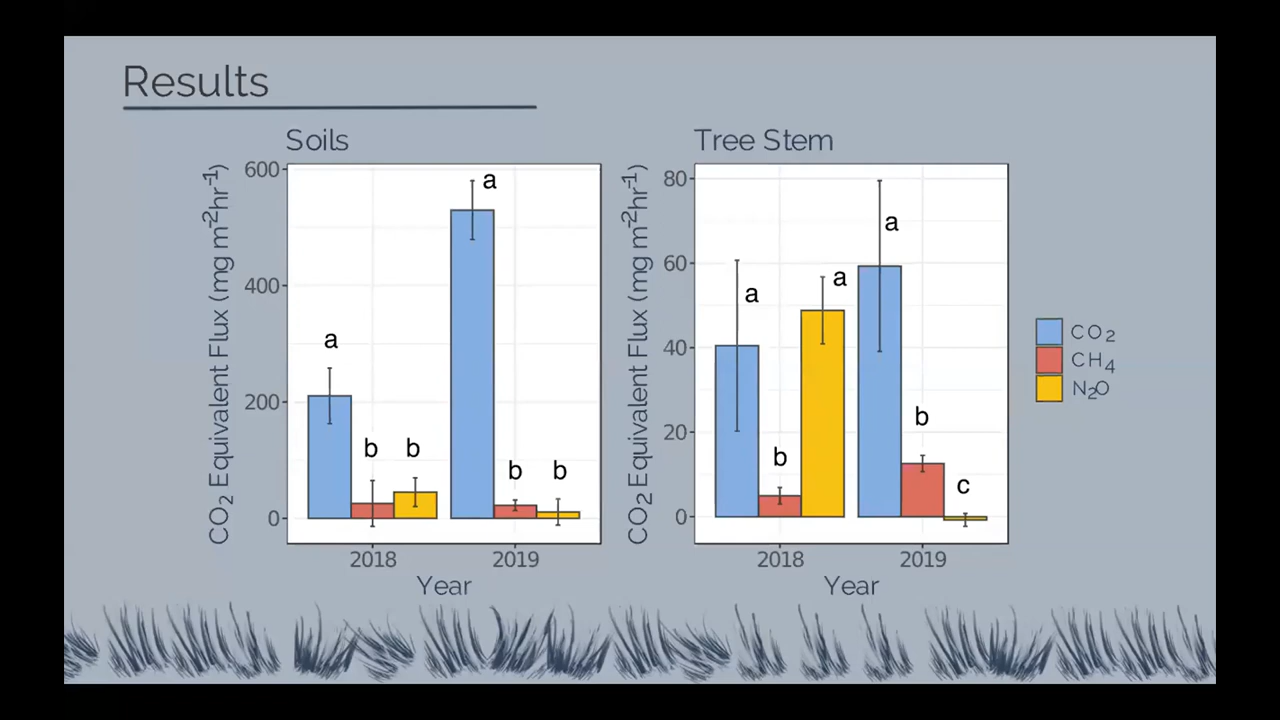 Results
Soils
CO2 Equivalent Flux (mg m-2hr-1)
600
400
200
0
a
b
b
a
b
b
2018
2019
Year
Tree Stem
CO2 Equivalent Flux (mg m-2hr-1)
80
60
40
20
0
a
b
a
a
b
c
2018
2019
Year
CO2
CH4
N2O